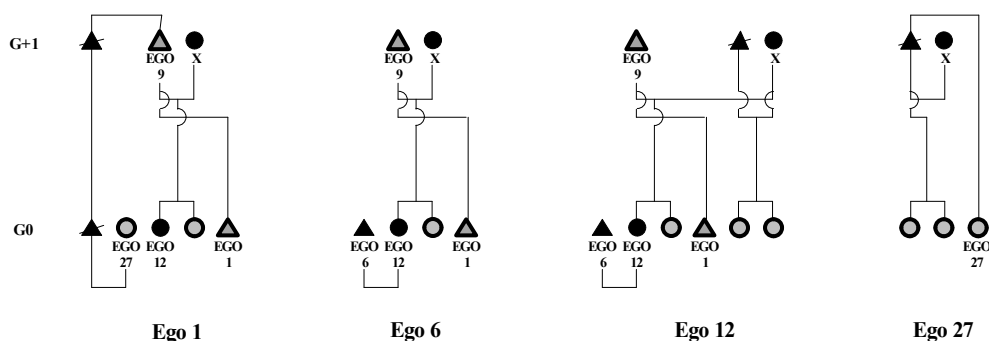 G+1
EGO X EGO EGO X X
9 9 9
G0
EGO EGO EGO EGO EGO EGO EGO EGO EGO EGO
27 12 1 6 12 1 6 12 1 27
Ego 1 Ego 6 Ego 12 Ego 27